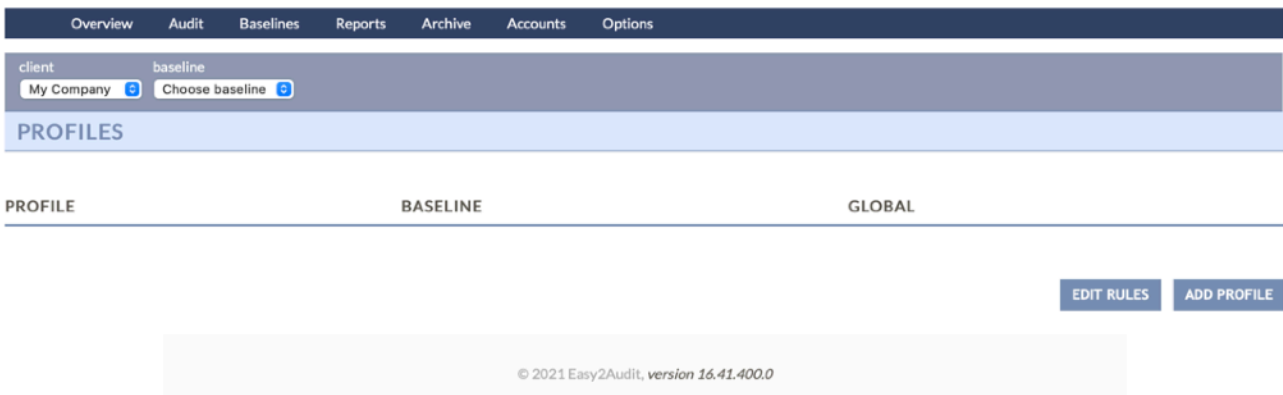 Overview Audit Baselines Reports Archive Accounts Options
client baseline
My Company Choose baseline
PROFILES
PROFILE BASELINE GLOBAL
EDIT RULES ADD PROFILE
© 2021 Easy2Audit, version 16.41.400.0